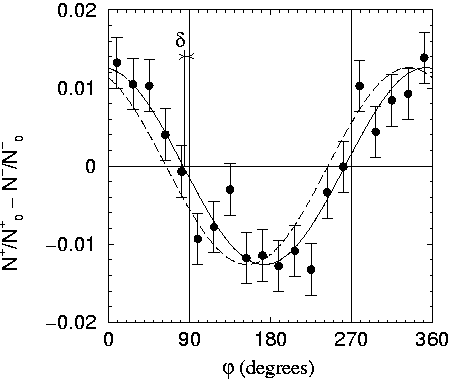 0.02
δ
0.01
0
−0.01
−0.02
N⁺/N⁺₀ − N⁻/N⁻₀
0 90 180 270 360
φ (degrees)